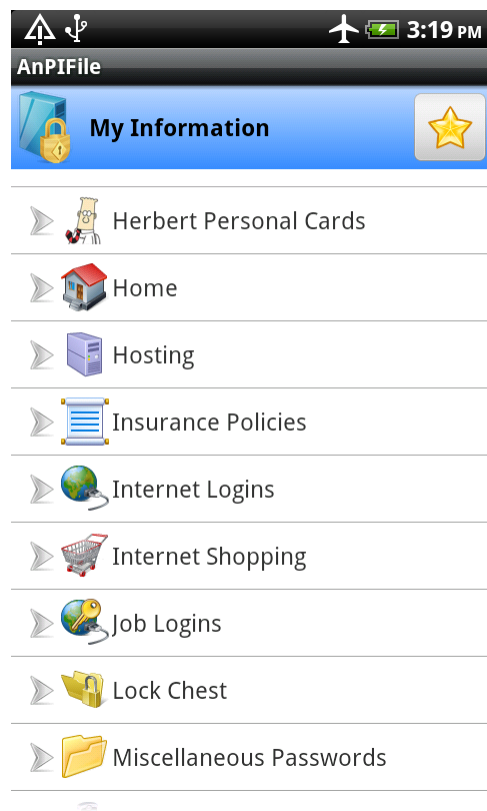 3:19 PM
AnPIFile
My Information
Herbert Personal Cards
Home
Hosting
Insurance Policies
Internet Logins
Internet Shopping
Job Logins
Lock Chest
Miscellaneous Passwords